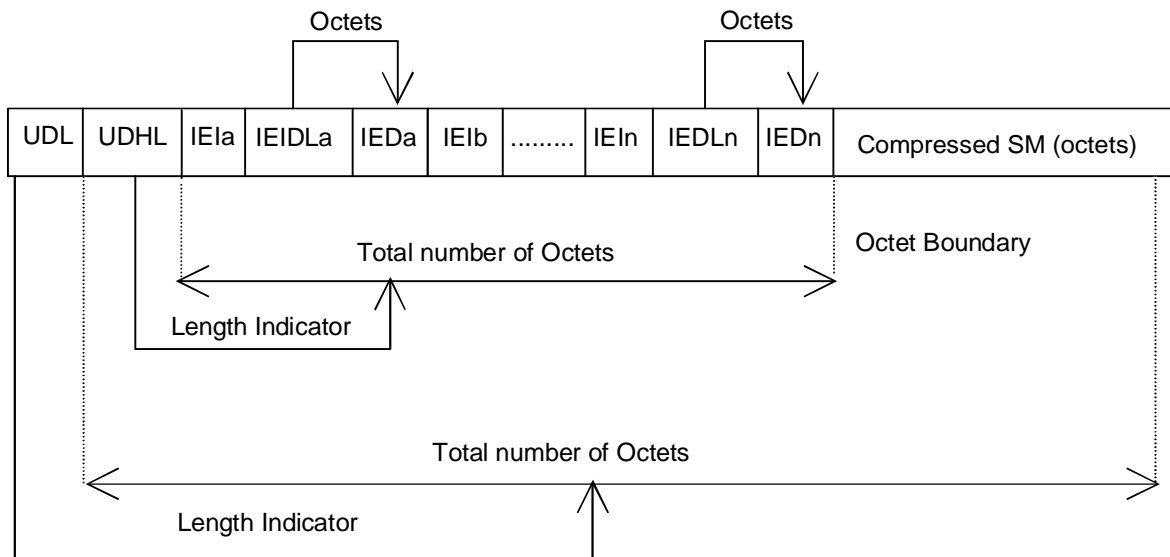 Octets Octets
UDL UDHL IEIa IEIDLa IEDa IEIb ......... IEIn IEDLn IEDn Compressed SM (octets)
Total number of Octets Octet Boundary
Length Indicator
Total number of Octets
Length Indicator